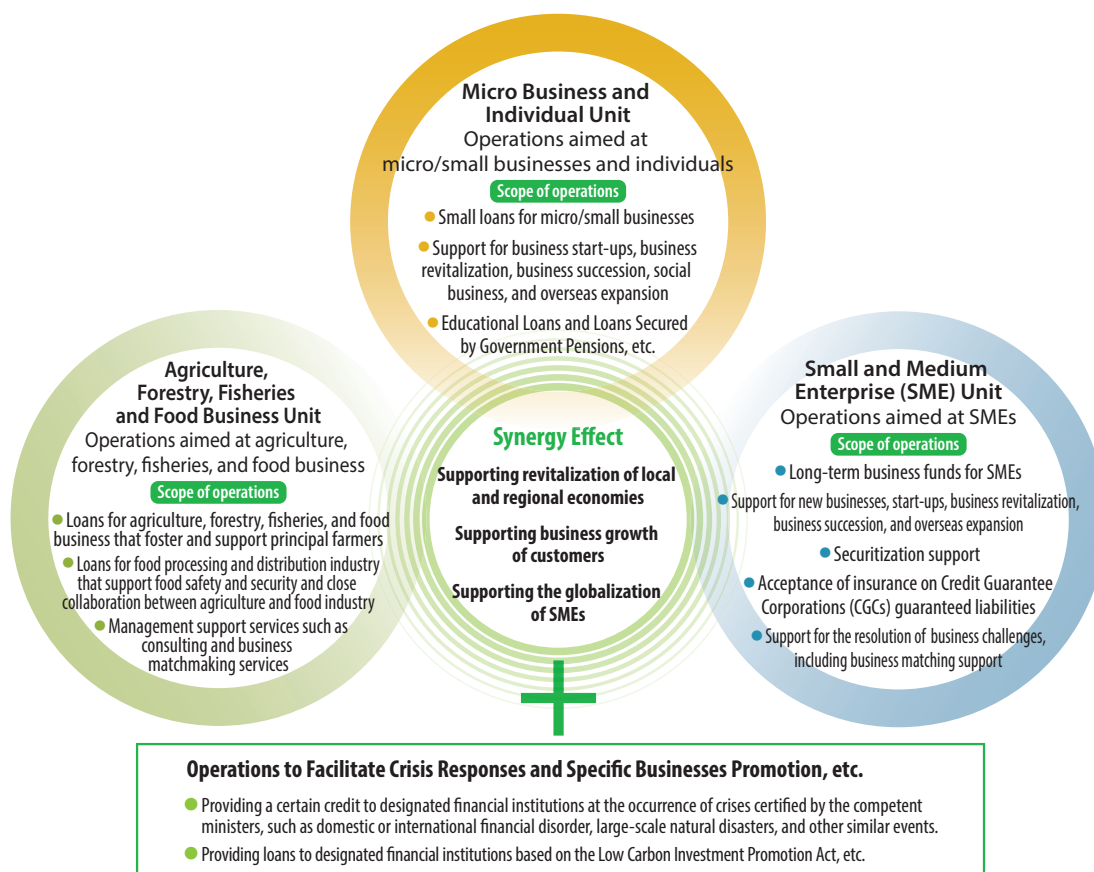 Micro Business and
Individual Unit
Operations aimed at
micro/small businesses and individuals
Scope of operations
● Small loans for micro/small businesses
● Support for business start-ups, business
revitalization, business succession, social
business, and overseas expansion
● Educational Loans and Loans Secured
by Government Pensions, etc.
Agriculture,
Forestry, Fisheries
and Food Business Unit
Operations aimed at agriculture,
forestry, fisheries, and food business
Scope of operations
● Loans for agriculture, forestry, fisheries, and food
business that foster and support principal farmers
● Loans for food processing and distribution industry
that support food safety and security and close
collaboration between agriculture and food industry
● Management support services such as
consulting and business
matchmaking services
Synergy Effect
Supporting revitalization of local
and regional economies
Supporting business growth
of customers
Supporting the globalization
of SMEs
Small and Medium
Enterprise (SME) Unit
Operations aimed at SMEs
Scope of operations
● Long-term business funds for SMEs
● Support for new businesses, start-ups, business revitalization,
business succession, and overseas expansion
● Securitization support
● Acceptance of insurance on Credit Guarantee
Corporations (CGCs) guaranteed liabilities
● Support for the resolution of business challenges,
including business matching support
Operations to Facilitate Crisis Responses and Specific Businesses Promotion, etc.
● Providing a certain credit to designated financial institutions at the occurrence of crises certified by the competent
ministers, such as domestic or international financial disorder, large-scale natural disasters, and other similar events.
● Providing loans to designated financial institutions based on the Low Carbon Investment Promotion Act, etc.